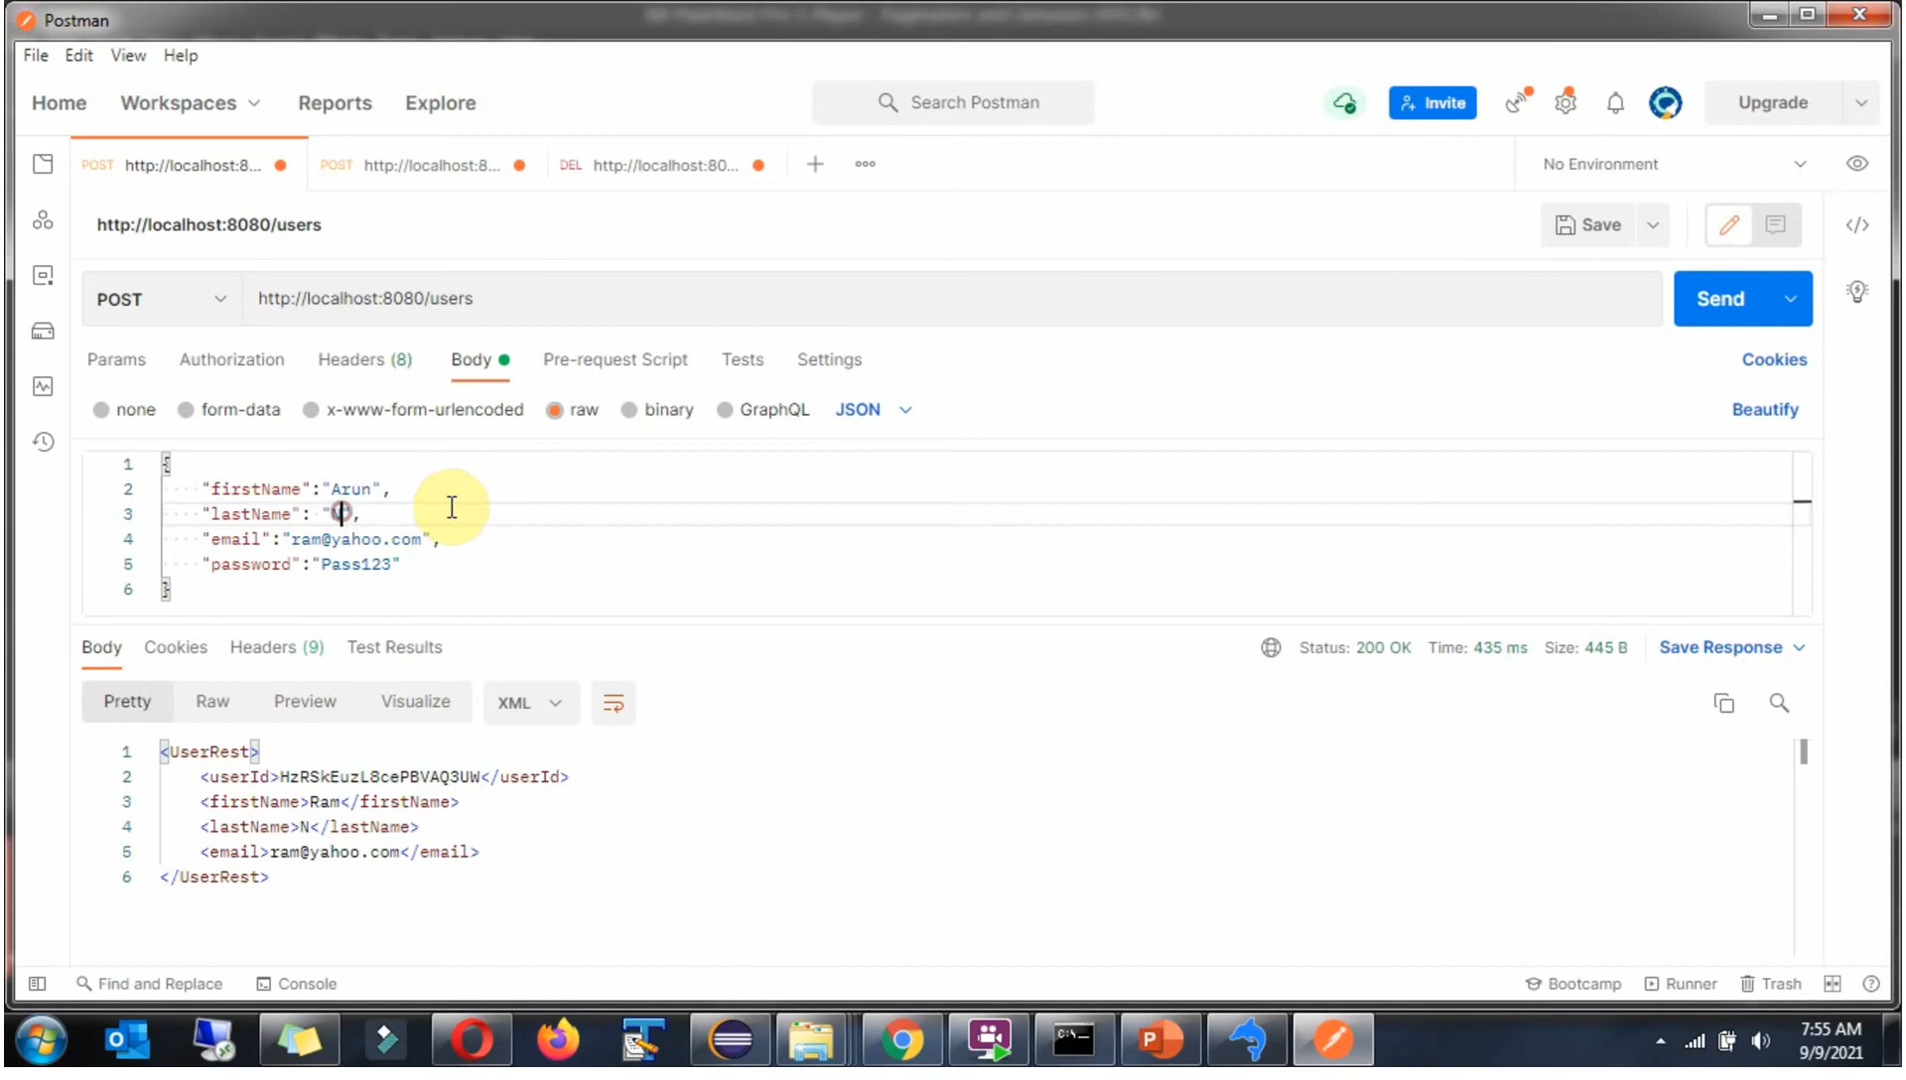 Postman
File Edit View Help
Home Workspaces Reports Explore Search Postman Invite Upgrade
POST http://localhost:8... POST http://localhost:8... DEL http://localhost:80... No Environment
http://localhost:8080/users Save
POST http://localhost:8080/users Send
Params Authorization Headers (8) Body Pre-request Script Tests Settings Cookies
none form-data x-www-form-urlencoded raw binary GraphQL JSON Beautify
1 {
2 "firstName":"Arun",
3 "lastName": "",
4 "email":"ram@yahoo.com",
5 "password":"Pass123"
6 }
Body Cookies Headers (9) Test Results Status: 200 OK Time: 435 ms Size: 445 B Save Response
Pretty Raw Preview Visualize XML
1 <UserRest>
2 <userId>HzRSkEuzL8cePBVAQ3UW</userId>
3 <firstName>Ram</firstName>
4 <lastName>N</lastName>
5 <email>ram@yahoo.com</email>
6 </UserRest>
Find and Replace Console Bootcamp Runner Trash
7:55 AM
9/9/2021